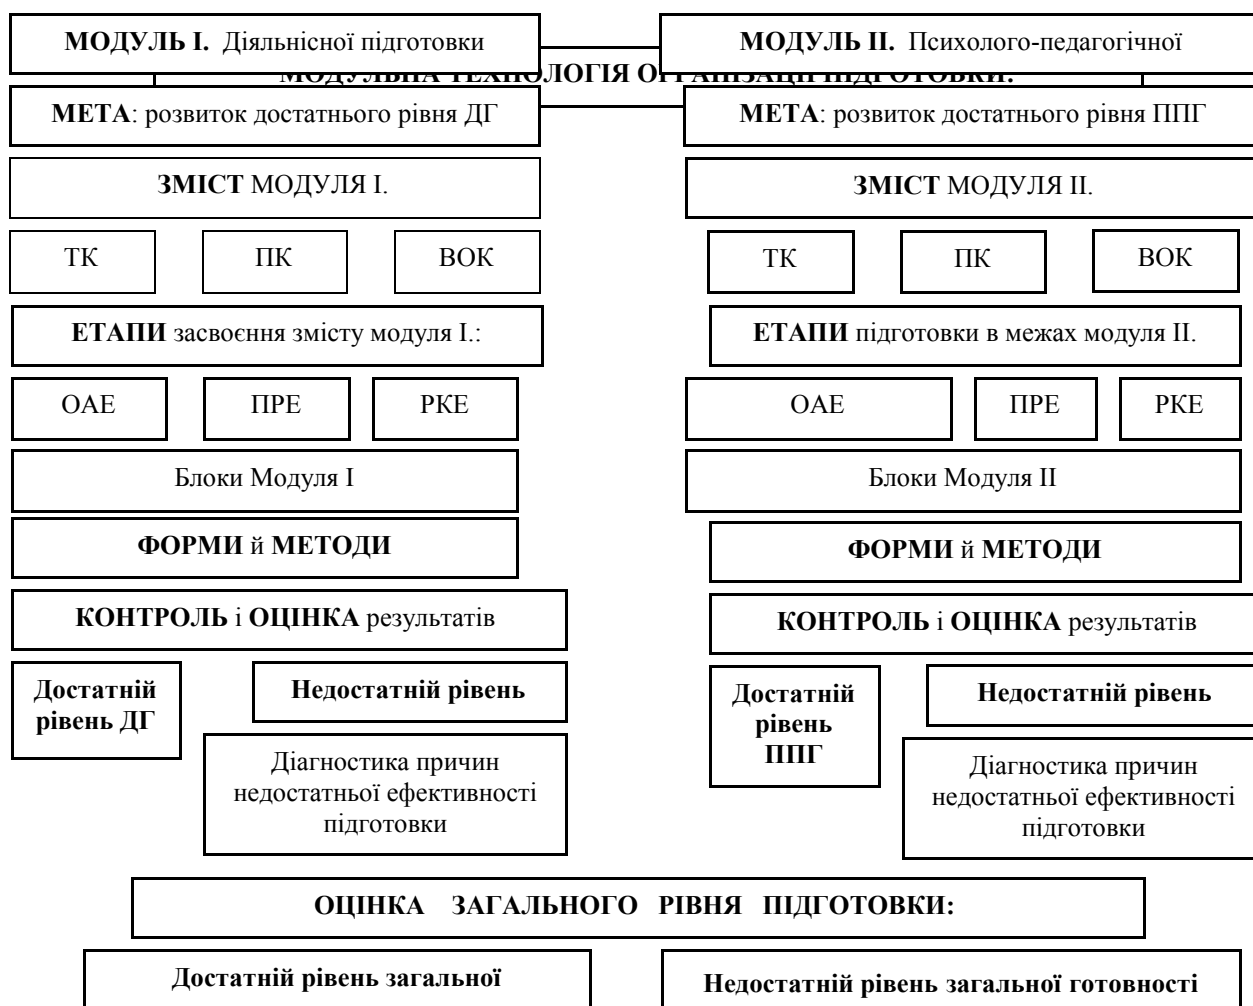 МОДУЛЬ І. Діяльнісної підготовки
МОДУЛЬ ІІ. Психолого-педагогічної
МОДУЛЬНА ТЕХНОЛОГІЯ ОРГАНІЗАЦІЇ ПІДГОТОВКИ:
МЕТА: розвиток достатнього рівня ДГ
МЕТА: розвиток достатнього рівня ППГ
ЗМІСТ МОДУЛЯ І.
ЗМІСТ МОДУЛЯ ІІ.
ТК ПК ВОК
ТК ПК ВОК
ЕТАПИ засвоєння змісту модуля І.:
ЕТАПИ підготовки в межах модуля ІІ.
ОАЕ ПРЕ РКЕ
ОАЕ ПРЕ РКЕ
Блоки Модуля І
Блоки Модуля ІІ
ФОРМИ й МЕТОДИ
ФОРМИ й МЕТОДИ
КОНТРОЛЬ і ОЦІНКА результатів
КОНТРОЛЬ і ОЦІНКА результатів
Достатній
рівень ДГ
Недостатній рівень
Діагностика причин
недостатньої ефективності
підготовки
Достатній
рівень
ППГ
Недостатній рівень
Діагностика причин
недостатньої ефективності
підготовки
ОЦІНКА ЗАГАЛЬНОГО РІВНЯ ПІДГОТОВКИ:
Достатній рівень загальної
Недостатній рівень загальної готовності